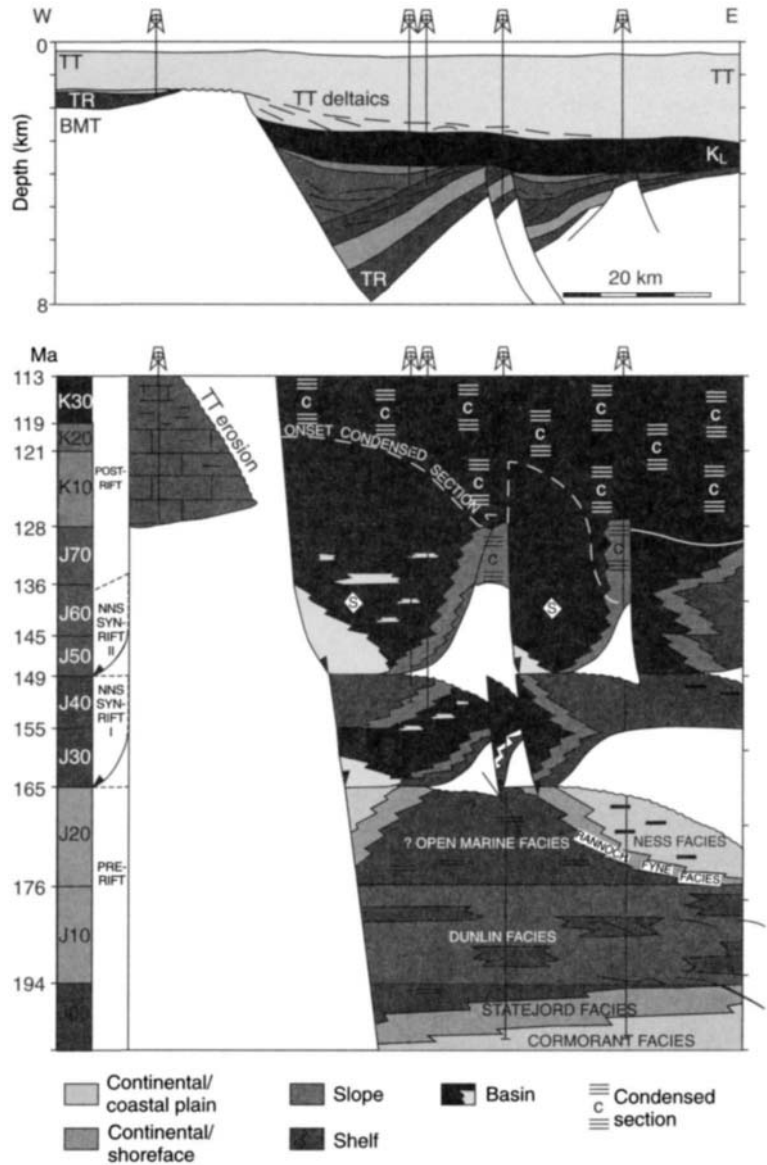 W E
0
TT TT
TR TT deltaics
BMT
KL
Depth (km)
TR 20 km
8
Ma
113
K30
119
K20
121
K10
128
J70
136
J60
145
J50
149
J40
155
J30
165
J20
176
J10
194
POST-
RIFT
NNS
SYN-
RIFT
II
NNS
SYN-
RIFT
I
PRE-
RIFT
TT erosion
C C C C C
ONSET CONDENSED SECTION
C C C C C
C C
S S
? OPEN MARINE FACIES
NESS FACIES
RANNOCH FYNE FACIES
DUNLIN FACIES
STATEJORD FACIES
CORMORANT FACIES
Continental/
coastal plain
Continental/
shoreface
Slope
Shelf
Basin
C
Condensed
section